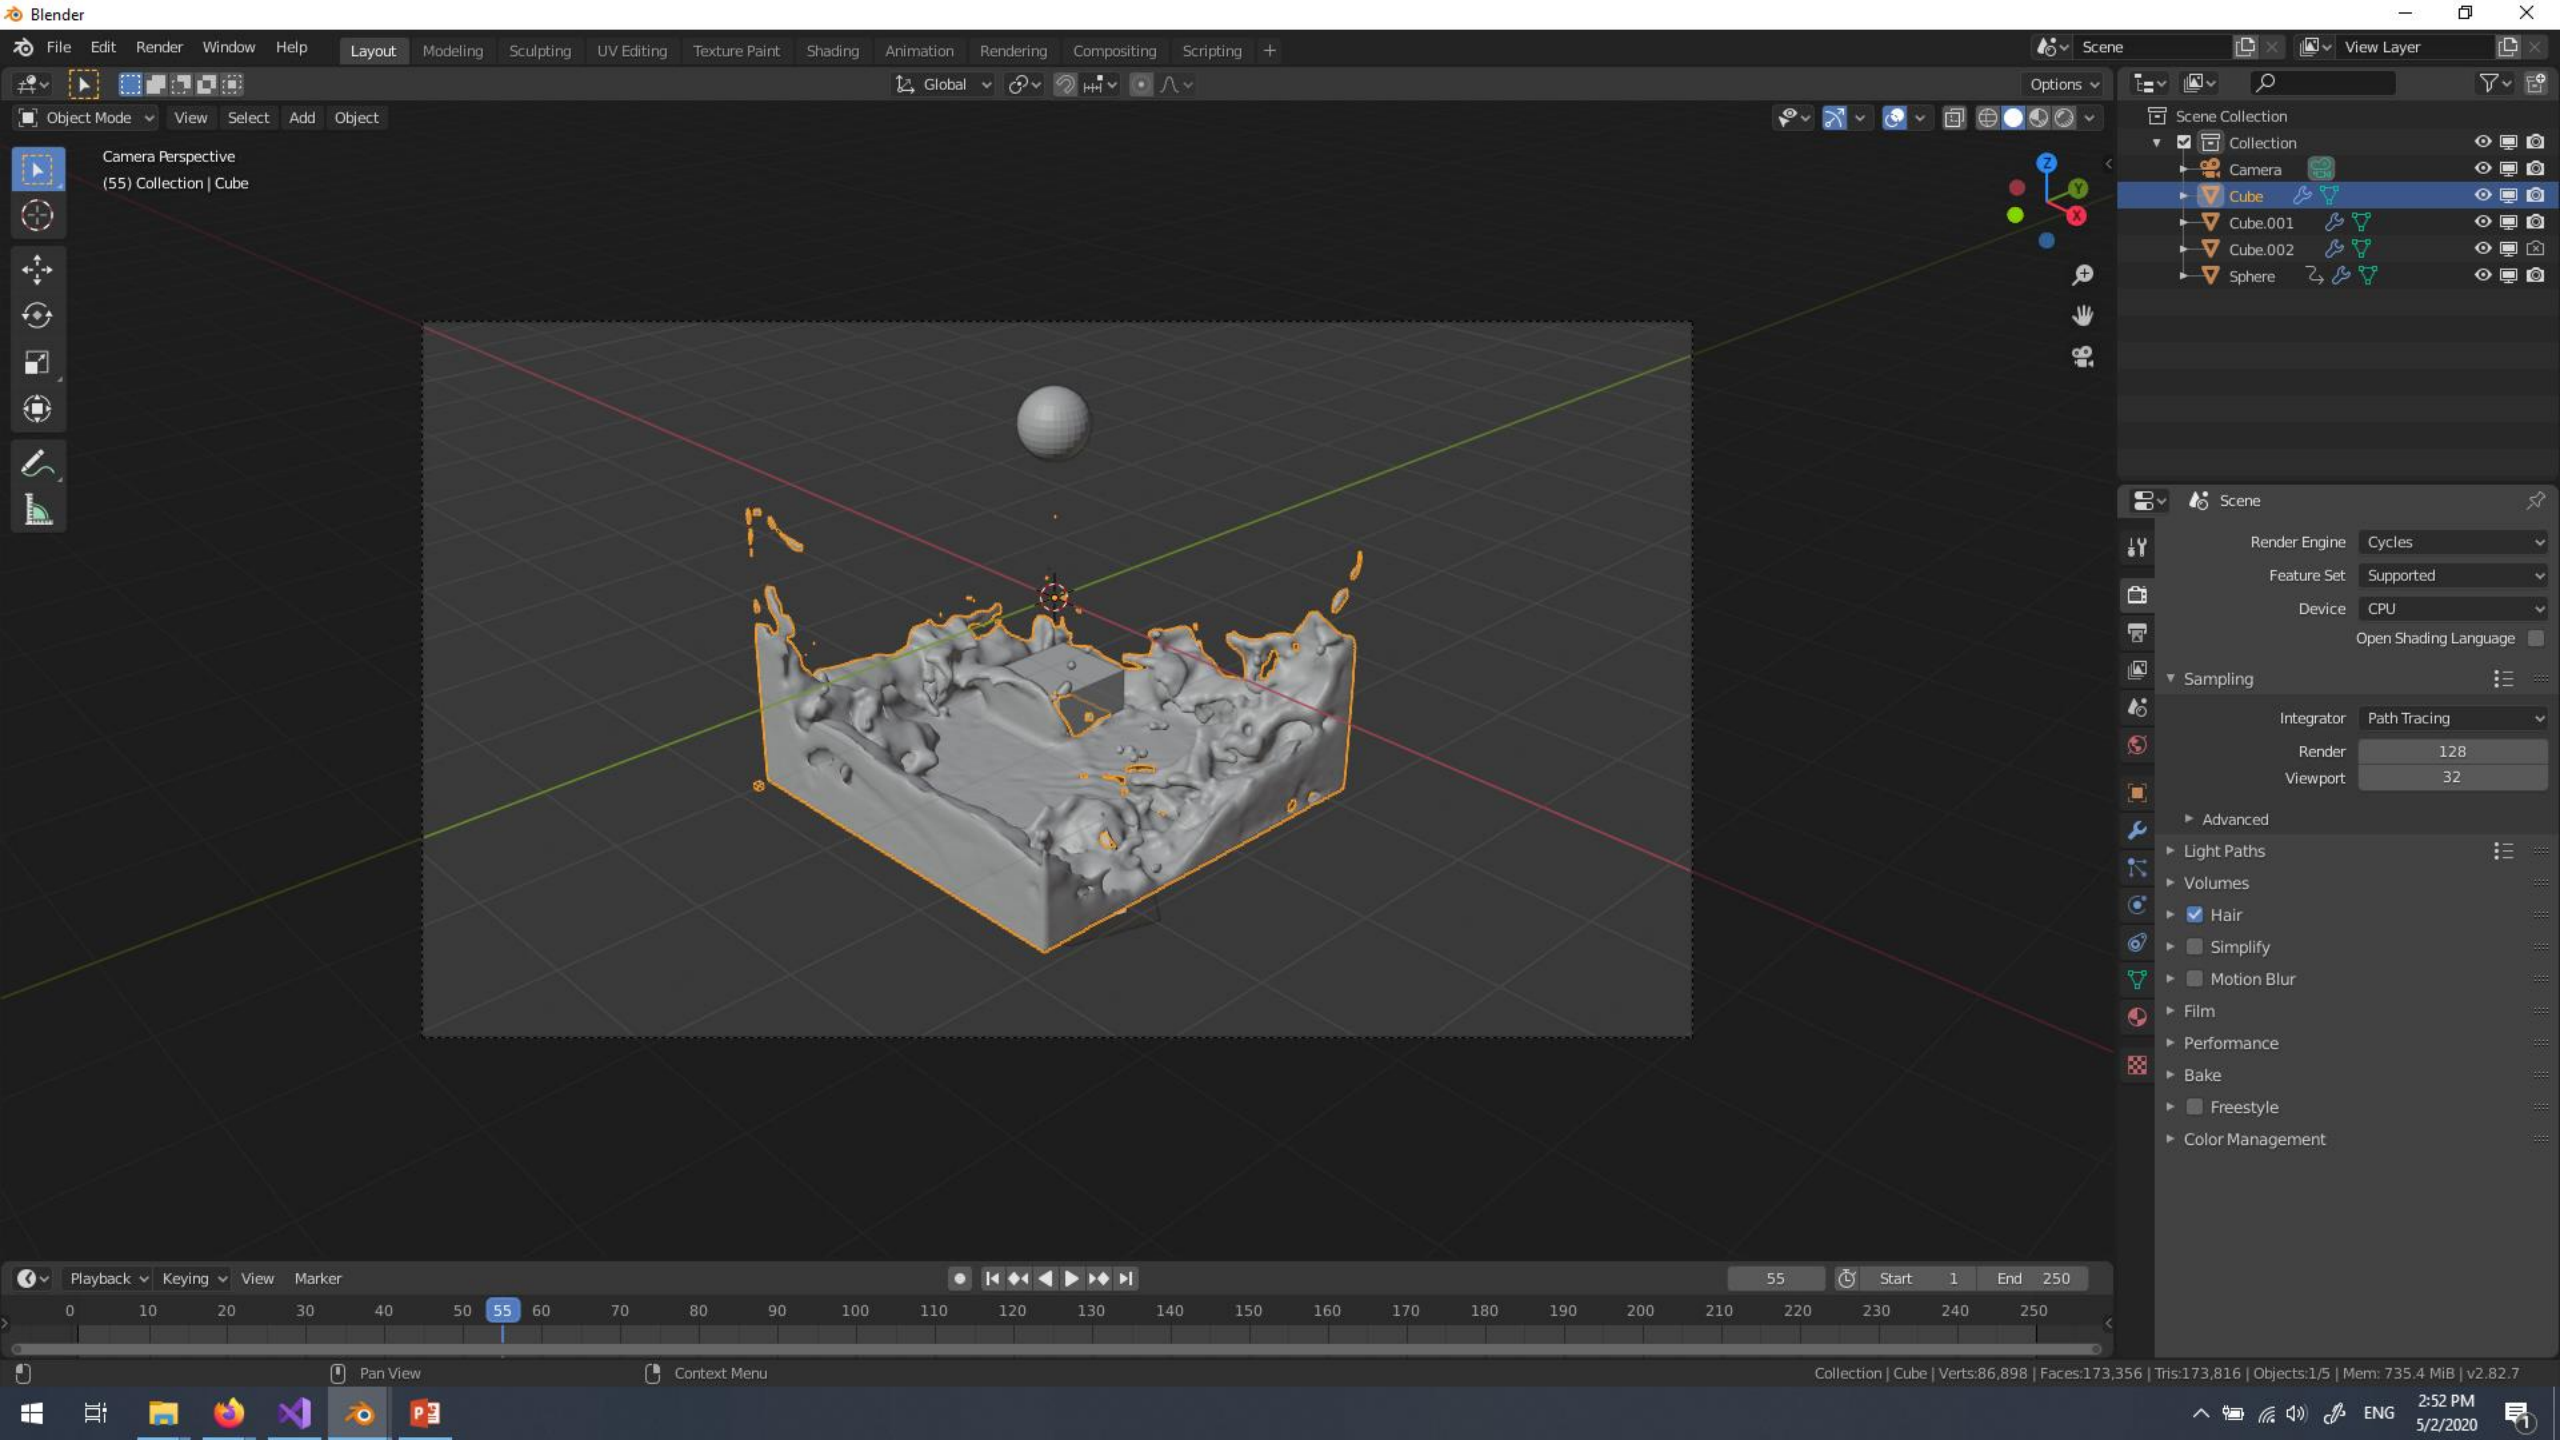 Blender
File Edit Render Window Help Layout Modeling Sculpting UV Editing Texture Paint Shading Animation Rendering Compositing Scripting + Scene View Layer
Global Options
Object Mode View Select Add Object
Camera Perspective
(55) Collection | Cube
Z
Y
X
Scene Collection
Collection
Camera
Cube
Cube.001
Cube.002
Sphere
Scene
Render Engine Cycles
Feature Set Supported
Device CPU
Open Shading Language
Sampling
Integrator Path Tracing
Render 128
Viewport 32
Advanced
Light Paths
Volumes
Hair
Simplify
Motion Blur
Film
Performance
Bake
Freestyle
Color Management
Playback Keying View Marker 55 Start 1 End 250
0 10 20 30 40 50 55 60 70 80 90 100 110 120 130 140 150 160 170 180 190 200 210 220 230 240 250
Pan View Context Menu Collection | Cube | Verts:86,898 | Faces:173,356 | Tris:173,816 | Objects:1/5 | Mem: 735.4 MiB | v2.82.7
ENG
2:52 PM
5/2/2020
1